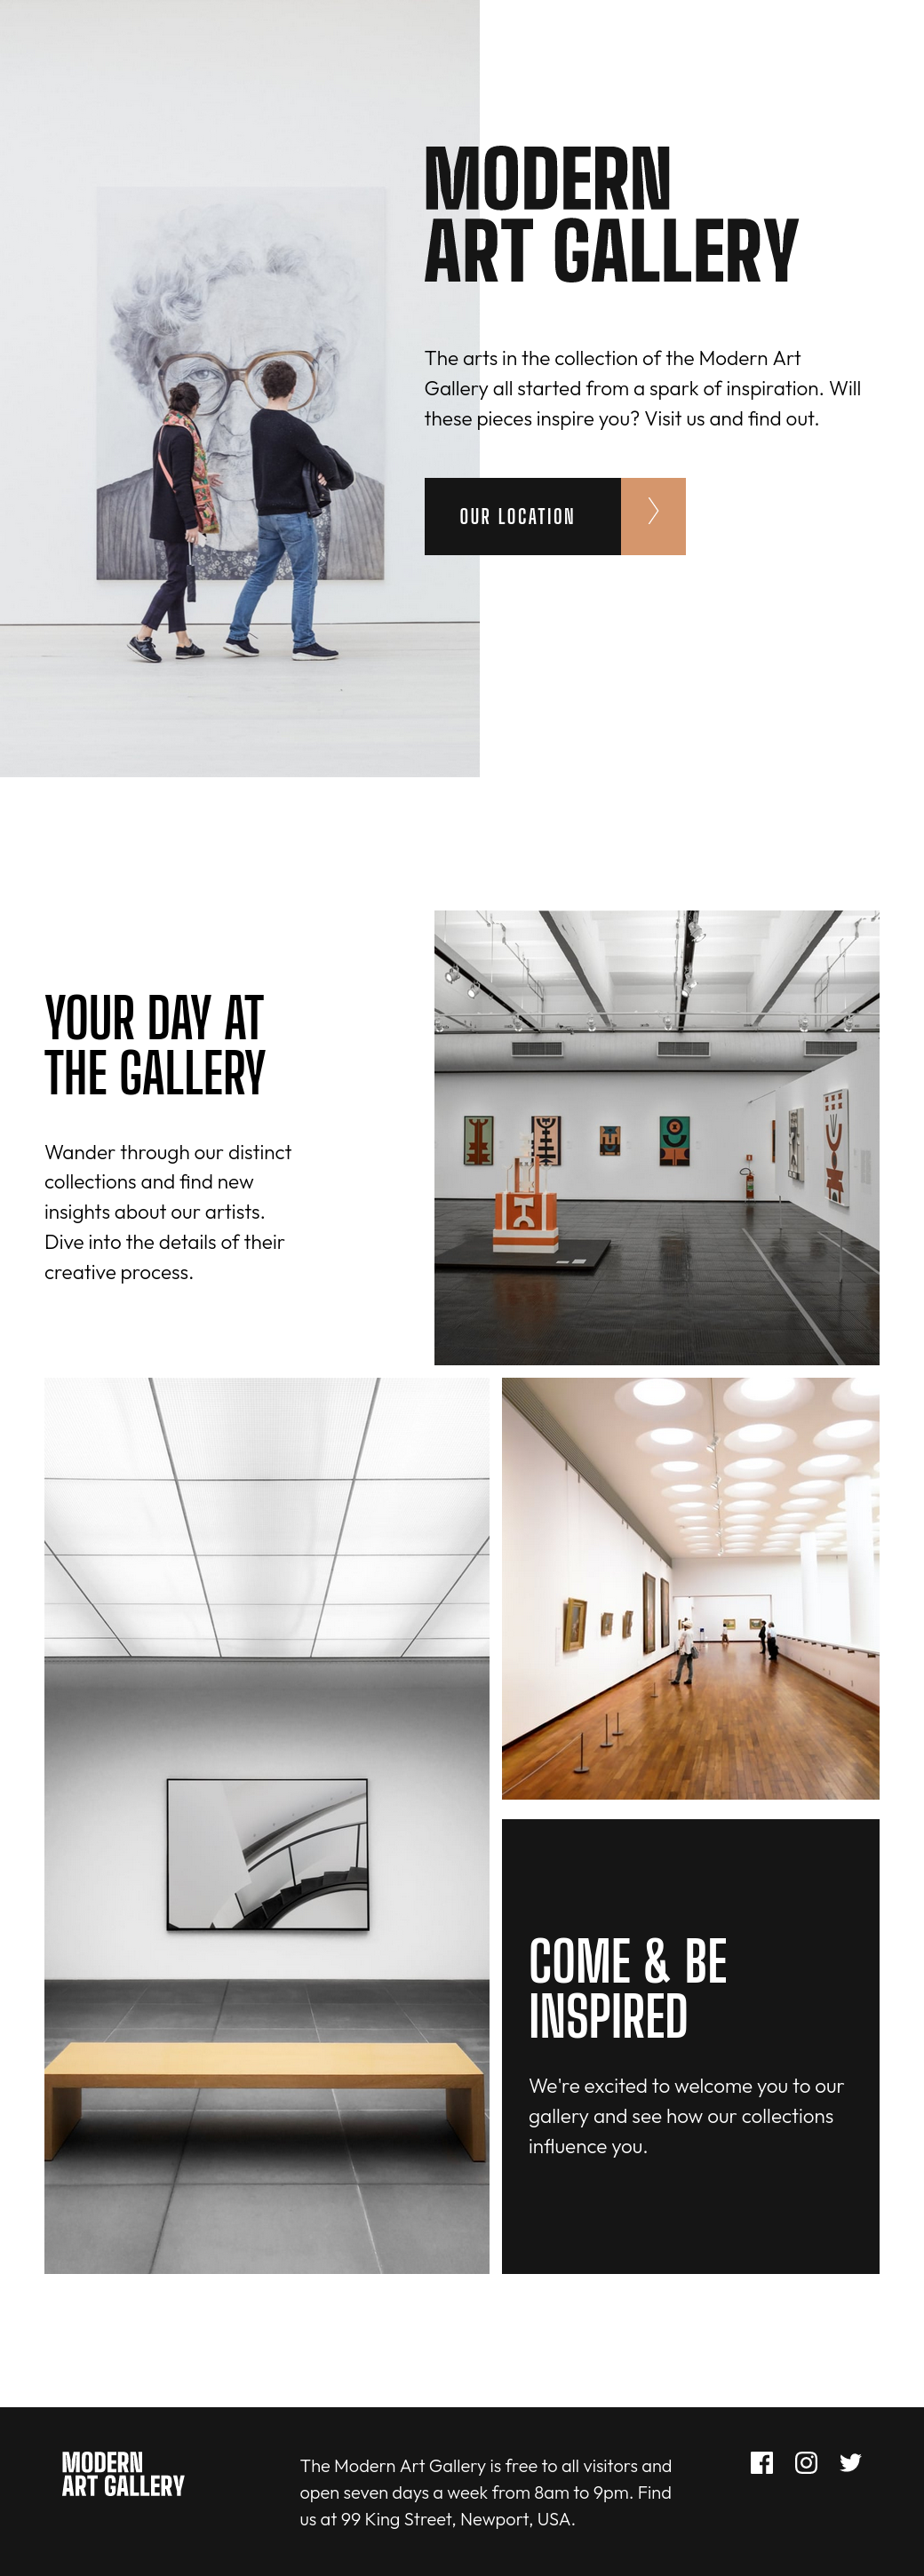 MODERN
ART GALLERY
The arts in the collection of the Modern Art
Gallery all started from a spark of inspiration. Will
these pieces inspire you? Visit us and find out.
OUR LOCATION
YOUR DAY AT
THE GALLERY
Wander through our distinct
collections and find new
insights about our artists.
Dive into the details of their
creative process.
COME & BE
INSPIRED
We're excited to welcome you to our
gallery and see how our collections
influence you.
MODERN
ART GALLERY
The Modern Art Gallery is free to all visitors and
open seven days a week from 8am to 9pm. Find
us at 99 King Street, Newport, USA.